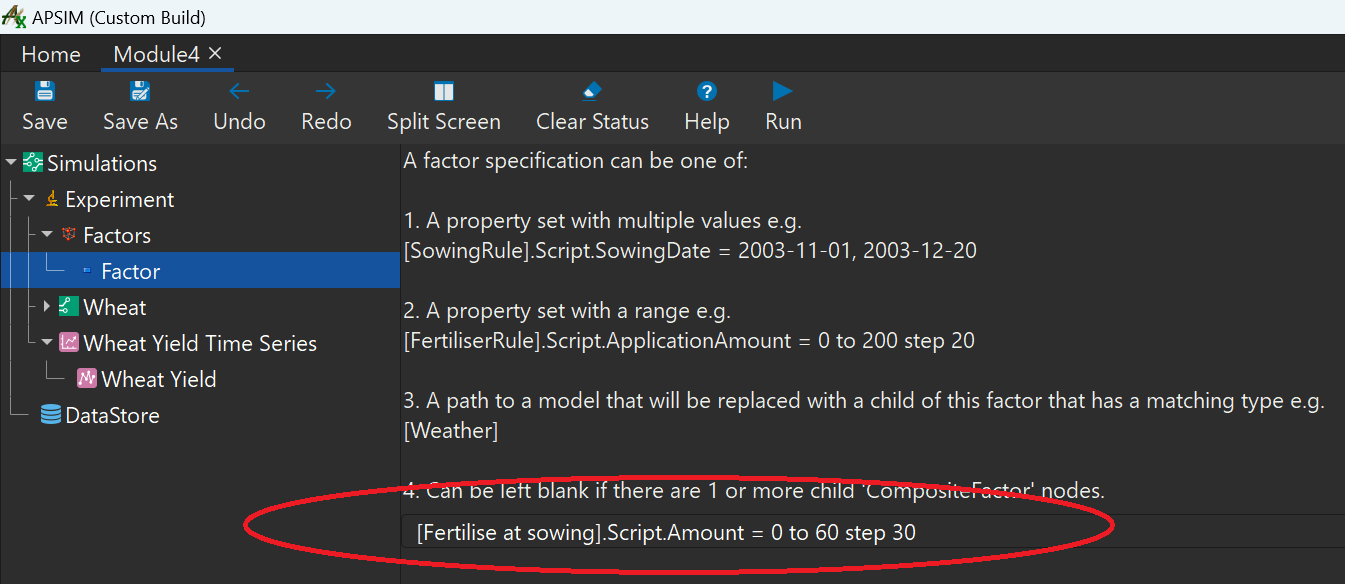 APSIM (Custom Build)
Home Module4 ×
Save Save As Undo Redo Split Screen Clear Status Help Run
Simulations
Experiment
Factors
Factor
Wheat
Wheat Yield Time Series
Wheat Yield
DataStore
A factor specification can be one of:
1. A property set with multiple values e.g.
[SowingRule].Script.SowingDate = 2003-11-01, 2003-12-20
2. A property set with a range e.g.
[FertiliserRule].Script.ApplicationAmount = 0 to 200 step 20
3. A path to a model that will be replaced with a child of this factor that has a matching type e.g.
[Weather]
4. Can be left blank if there are 1 or more child 'CompositeFactor' nodes.
[Fertilise at sowing].Script.Amount = 0 to 60 step 30